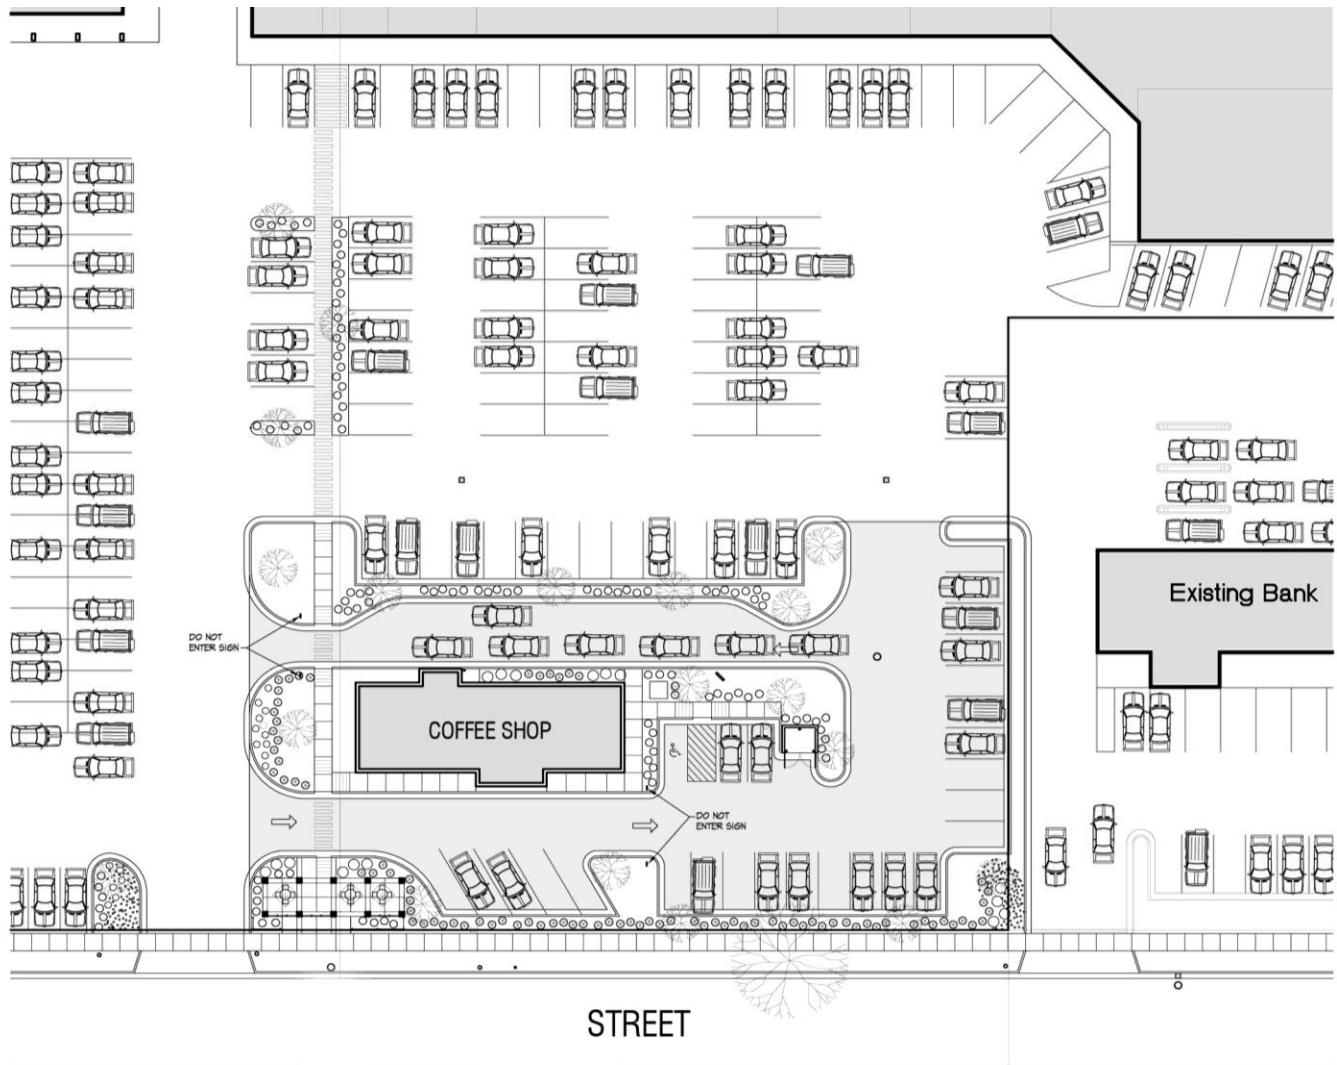 Existing Bank
DO NOT
ENTER SIGN
COFFEE SHOP
DO NOT
ENTER SIGN
STREET